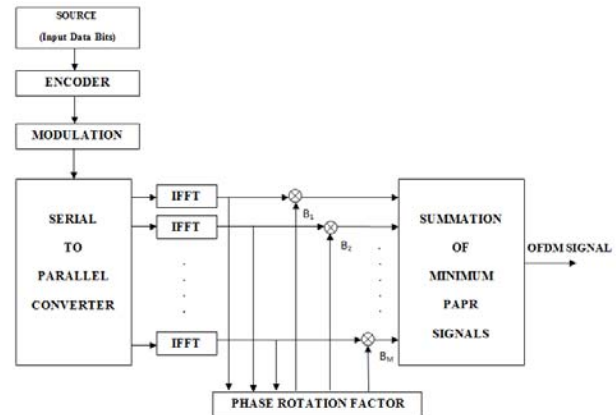 SOURCE
(Input Data Bits)
ENCODER
MODULATION
SERIAL
TO
PARALLEL
CONVERTER
IFFT
IFFT
IFFT
B1
B2
BM
SUMMATION
OF
MINIMUM
PAPR
SIGNALS
OFDM SIGNAL
PHASE ROTATION FACTOR